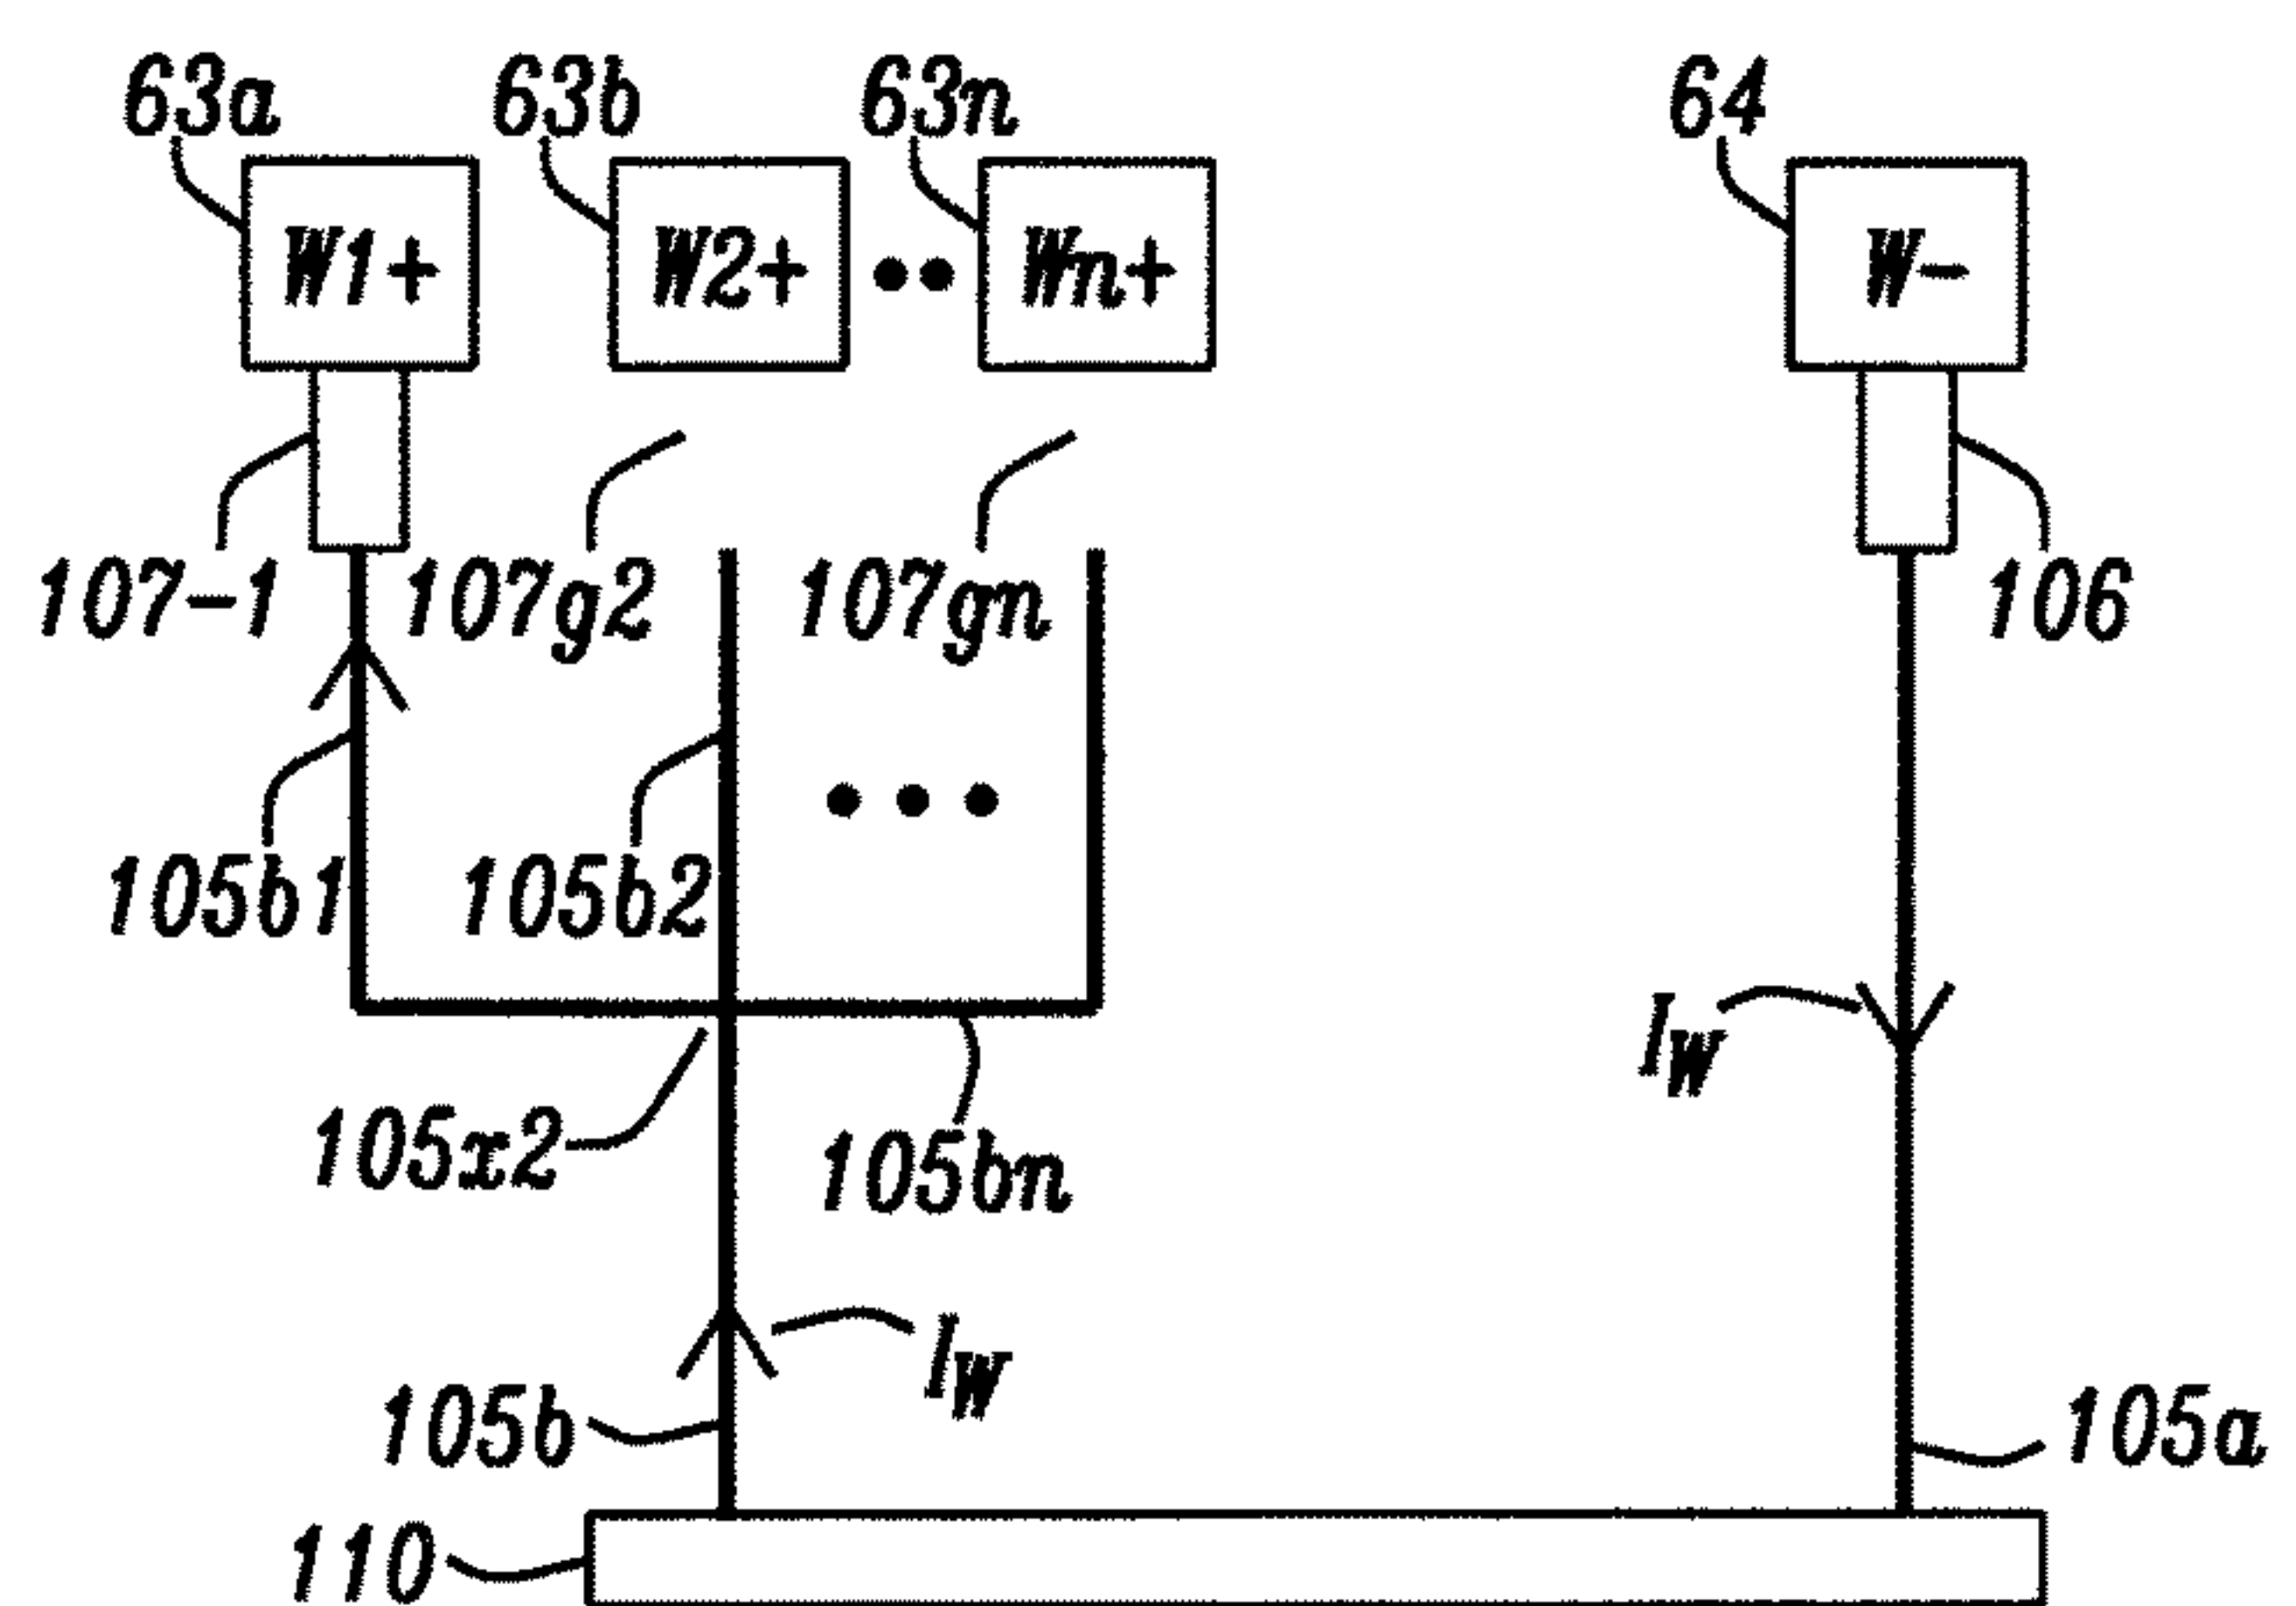 63a 63b 63n 64
W1+ W2+ •• Wn+ W-
107-1 107g2 107gn 106
• • •
105b1 105b2
IW
105x2 105bn
IW
105b 105a
110